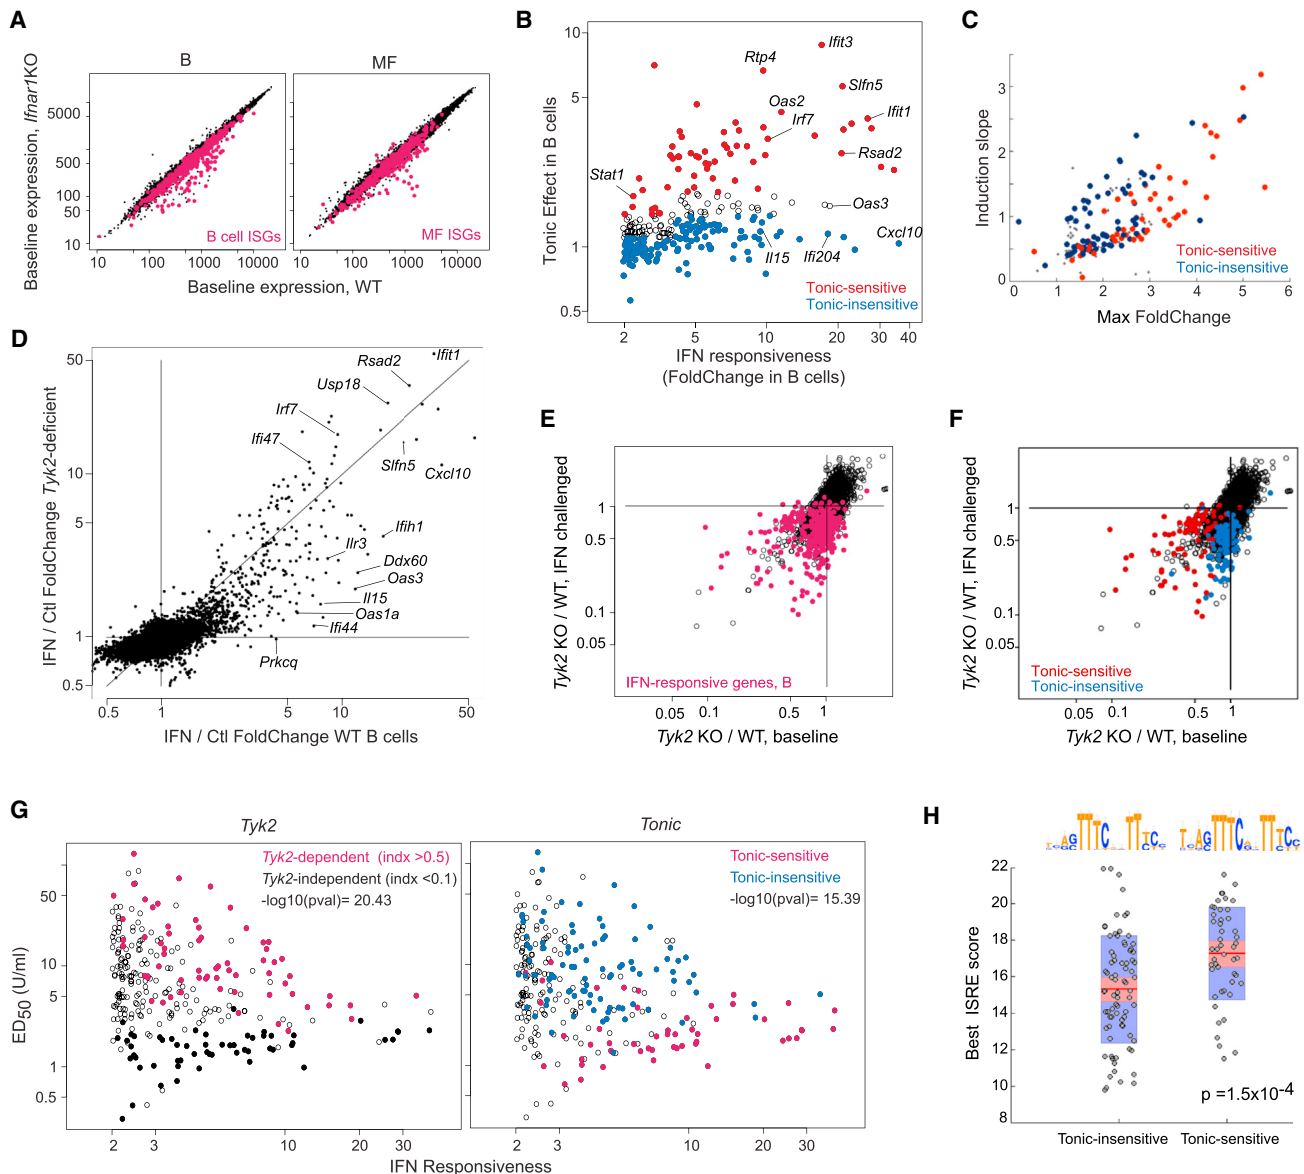 A
B
MF
Baseline expression, Ifnar1KO
5000
500
100
50
10
B cell ISGs
MF ISGs
10
100
1000
10000
10
100
1000
10000
Baseline expression, WT
B
Tonic Effect in B cells
10
5
1
0.5
Ifit3
Rtp4
Slfn5
Oas2
Ifit1
Irf7
Rsad2
Stat1
Oas3
Cxcl10
Il15
Ifi204
Tonic-sensitive
Tonic-insensitive
2
5
10
20
30
40
IFN responsiveness
(FoldChange in B cells)
C
Induction slope
3
2
1
0
Tonic-sensitive
Tonic-insensitive
0
1
2
3
4
5
6
Max FoldChange
D
IFN / Ctl FoldChange Tyk2-deficient
50
10
5
1
0.5
Rsad2
Ifit1
Usp18
Irf7
Ifi47
Slfn5
Cxcl10
Ifih1
Ilr3
Ddx60
Oas3
Il15
Oas1a
Ifi44
Prkcq
0.5
1
5
10
50
IFN / Ctl FoldChange WT B cells
E
Tyk2 KO / WT, IFN challenged
1
0.5
0.1
0.05
IFN-responsive genes, B
0.05
0.1
0.5
1
Tyk2 KO / WT, baseline
F
Tyk2 KO / WT, IFN challenged
1
0.5
0.1
0.05
Tonic-sensitive
Tonic-insensitive
0.05
0.1
0.5
1
Tyk2 KO / WT, baseline
G
Tyk2
Tonic
ED50 (U/ml)
50
10
5
1
0.5
Tyk2-dependent (indx >0.5)
Tyk2-independent (indx <0.1)
-log10(pval)= 20.43
Tonic-sensitive
Tonic-insensitive
-log10(pval)= 15.39
2
3
10
20
30
2
3
10
20
30
IFN Responsiveness
H
Best ISRE score
22
20
18
16
14
12
10
8
p =1.5x10-4
Tonic-insensitive
Tonic-sensitive